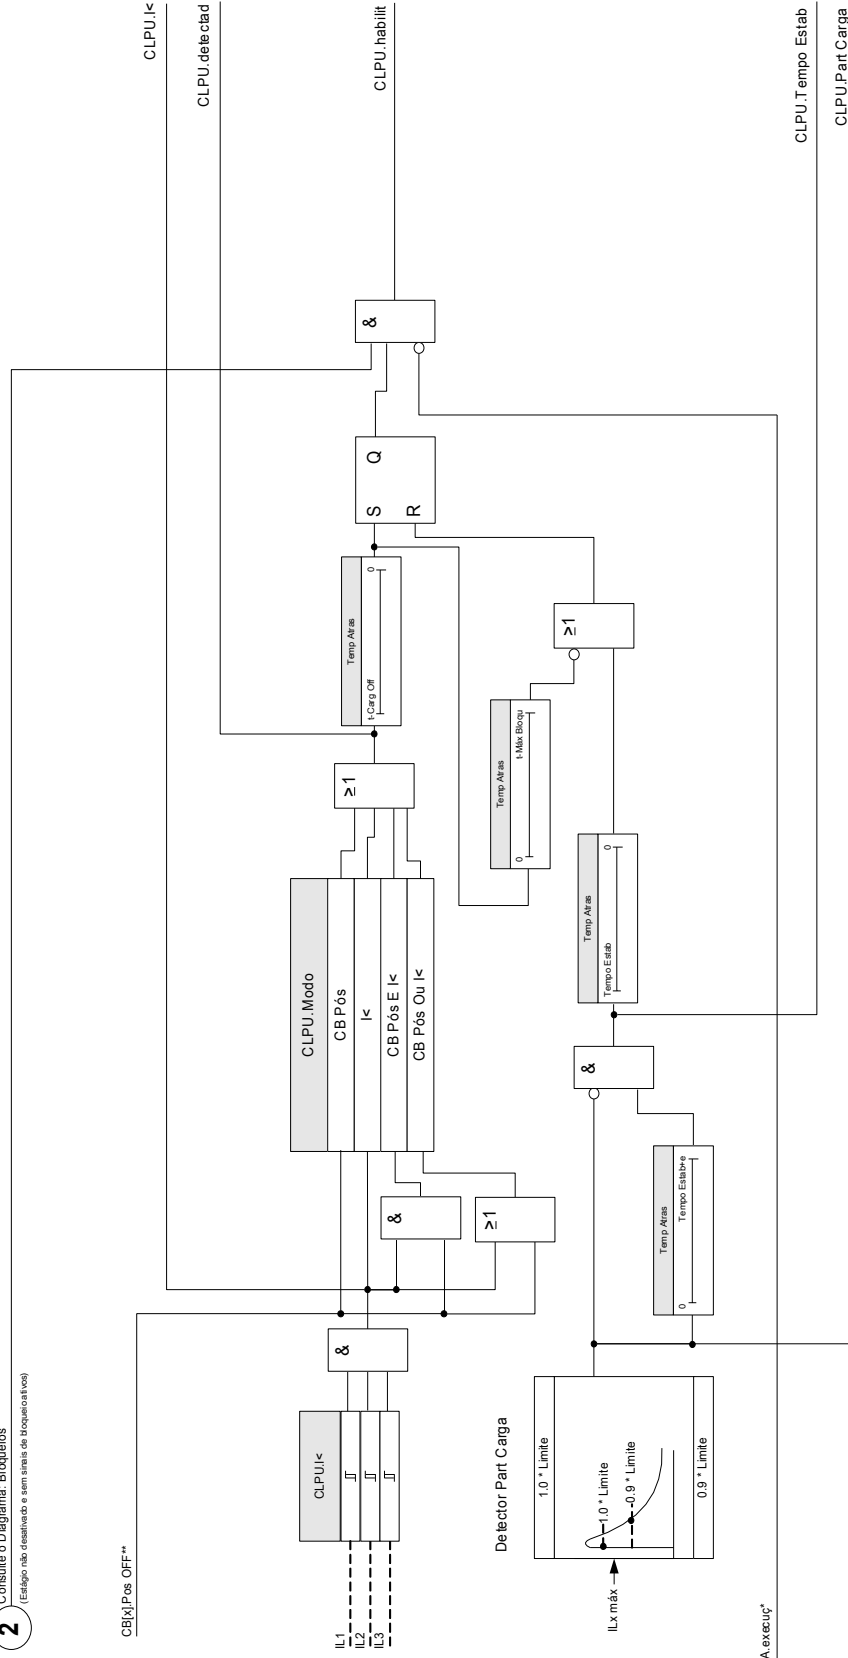 2
Consulte o Diagrama: Bloqueios
(Estágio não desativado e sem sinais de bloqueio ativos)
CLPU.I<
CLPU.detectad
CLPU.habilit
CLPU.Tempo Estab
CLPU.Part Carga
CB[x].Pos OFF**
IL1
IL2
IL3
CLPU.I<
&
&
≥1
CLPU.Modo
CB Pós
I<
CB Pós E I<
CB Pós Ou I<
≥1
Temp Atras
t-Carg Off
0
S
R
Q
&
Temp Atras
0
t-Máx Bloqu
≥1
Detector Part Carga
1.0 * Limite
1.0 * Limite
0.9 * Limite
0.9 * Limite
ILx máx
Temp Atras
0
Tempo Estab+e
&
Temp Atras
Tempo Estab
0
A.execuç*